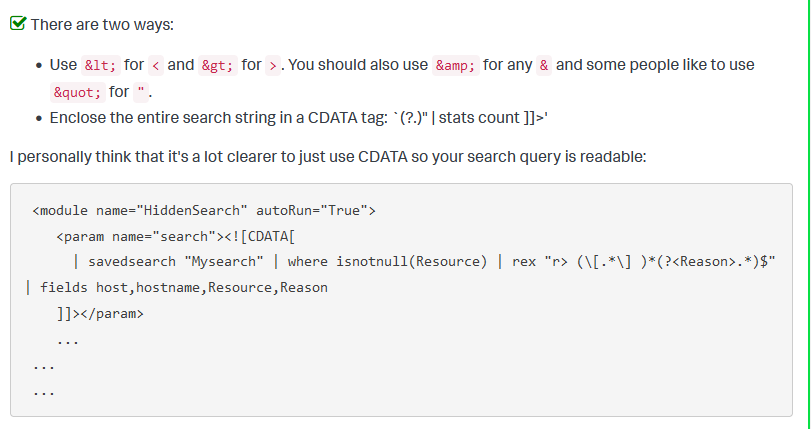 There are two ways:
Use &lt; for < and &gt; for >. You should also use &amp; for any & and some people like to use
&quot; for ".
Enclose the entire search string in a CDATA tag: `(?.)" | stats count ]]>'
I personally think that it's a lot clearer to just use CDATA so your search query is readable:
<module name="HiddenSearch" autoRun="True">
<param name="search"><![CDATA[
| savedsearch "Mysearch" | where isnotnull(Resource) | rex "r> (\[.*\] )*(?<Reason>.*)$"
| fields host,hostname,Resource,Reason
]]></param>
...
...
...